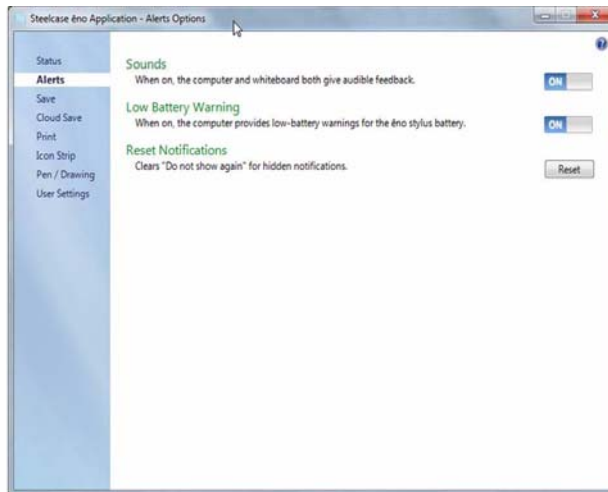 Steelcase ēno Application - Alerts Options
Status
Alerts
Save
Cloud Save
Print
Icon Strip
Pen / Drawing
User Settings
Sounds
When on, the computer and whiteboard both give audible feedback.
ON
Low Battery Warning
When on, the computer provides low-battery warnings for the ēno stylus battery.
ON
Reset Notifications
Clears "Do not show again" for hidden notifications.
Reset